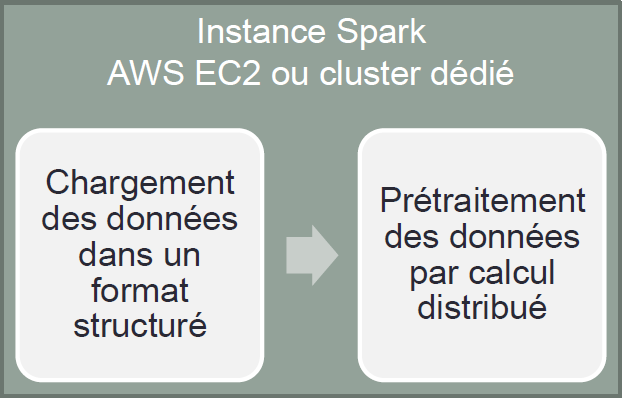 Instance Spark
AWS EC2 ou cluster dédié
Chargement
des données
dans un
format
structuré
Prétraitement
des données
par calcul
distribué